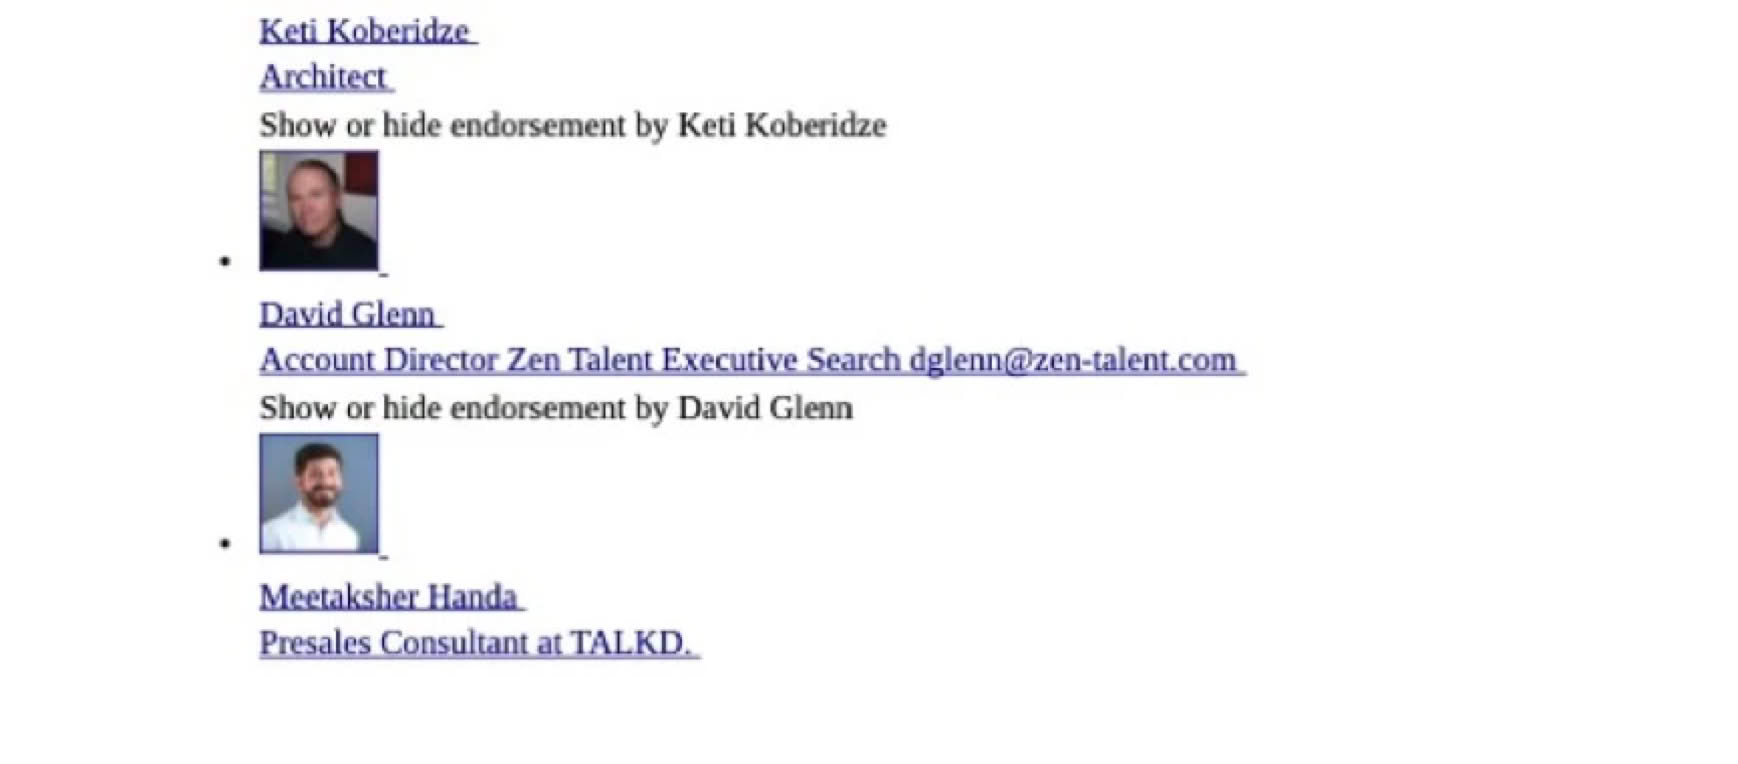 Keti Koberidze
Architect
Show or hide endorsement by Keti Koberidze
David Glenn
Account Director Zen Talent Executive Search dglenn@zen-talent.com
Show or hide endorsement by David Glenn
Meetaksher Handa
Presales Consultant at TALKD.